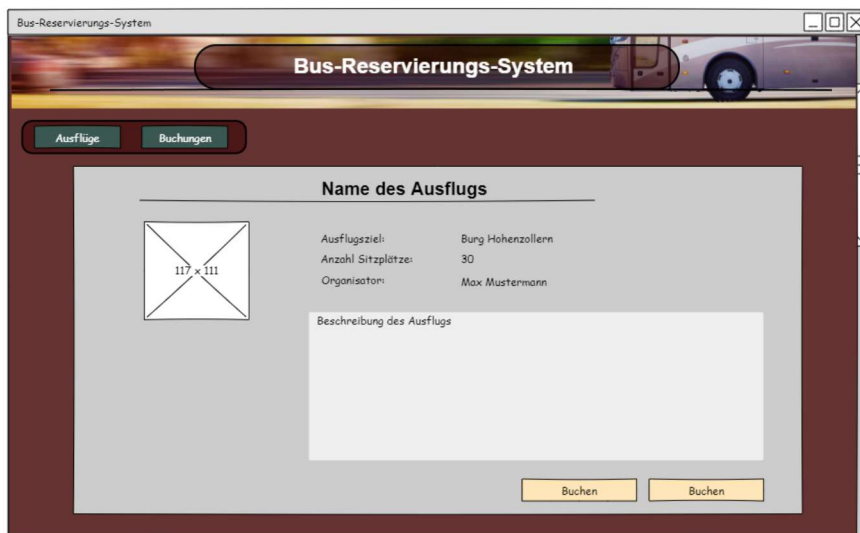 Bus-Reservierungs-System
Bus-Reservierungs-System
Ausflüge
Buchungen
Name des Ausflugs
117 x 111
Ausflugsziel: Burg Hohenzollern
Anzahl Sitzplätze: 30
Organisator: Max Mustermann
Beschreibung des Ausflugs
Buchen
Buchen